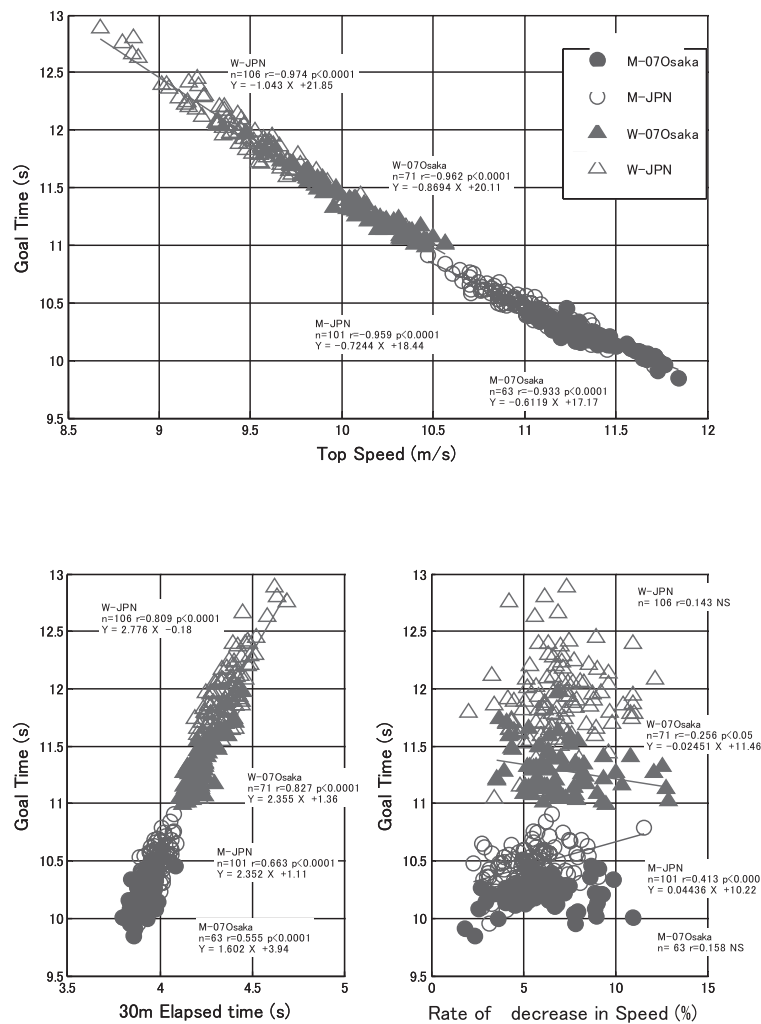 13
12.5
12
11.5
11
10.5
10
9.5
Goal Time (s)
W-JPN
n=106 r=-0.974 p<0.0001
Y = -1.043 X +21.85
W-07Osaka
n=71 r=-0.962 p<0.0001
Y = -0.8694 X +20.11
M-JPN
n=101 r=-0.959 p<0.0001
Y = -0.7244 X +18.44
M-07Osaka
n=63 r=-0.933 p<0.0001
Y = -0.6119 X +17.17
M-07Osaka
M-JPN
W-07Osaka
W-JPN
8.5 9 9.5 10 10.5 11 11.5 12
Top Speed (m/s)
13
12.5
12
11.5
11
10.5
10
9.5
Goal Time (s)
W-JPN
n=106 r=0.809 p<0.0001
Y = 2.776 X -0.18
W-07Osaka
n=71 r=0.827 p<0.0001
Y = 2.355 X +1.36
M-JPN
n=101 r=0.663 p<0.0001
Y = 2.352 X +1.11
M-07Osaka
n=63 r=0.555 p<0.0001
Y = 1.602 X +3.94
3.5 4 4.5 5
30m Elapsed time (s)
13
12.5
12
11.5
11
10.5
10
9.5
Goal Time (s)
W-JPN
n= 106 r=0.143 NS
W-07Osaka
n=71 r=-0.256 p<0.05
Y = -0.02451 X +11.46
M-JPN
n=101 r=0.413 p<0.000
Y = 0.04436 X +10.22
M-07Osaka
n= 63 r=0.158 NS
0 5 10 15
Rate of decrease in Speed (%)